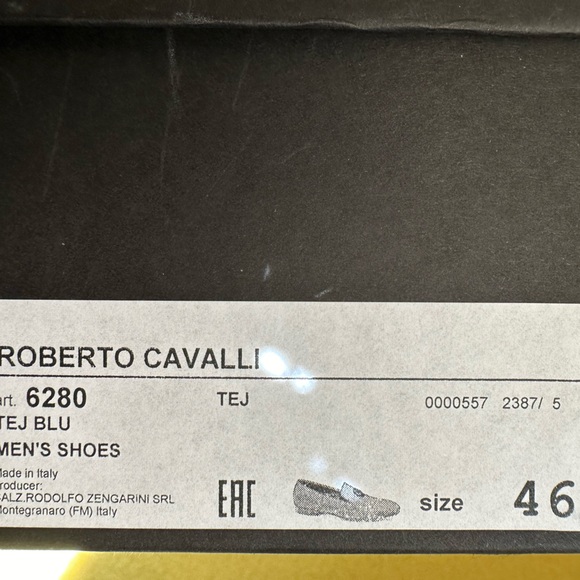 ROBERTO CAVALLI
art. 6280 TEJ 0000557 2387/ 5
TEJ BLU
MEN'S SHOES
Made in Italy
roducer:
CALZ.RODOLFO ZENGARINI SRL
Montegranaro (FM) Italy
EAC size 46